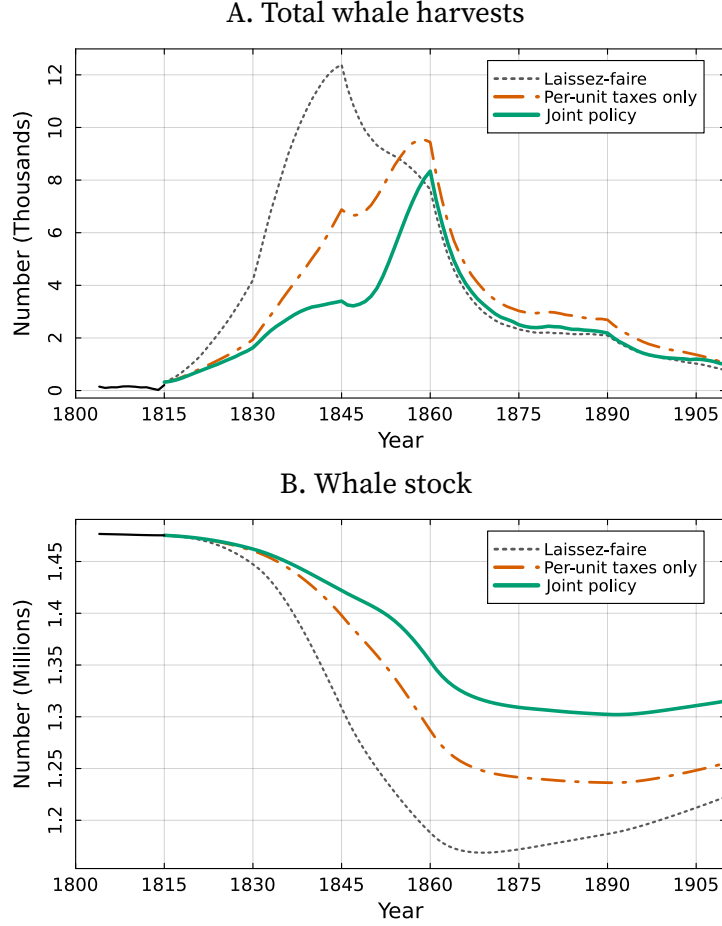 A. Total whale harvests
Number (Thousands)
12
10
8
6
4
2
0
Laissez-faire
Per-unit taxes only
Joint policy
1800 1815 1830 1845 1860 1875 1890 1905
Year
B. Whale stock
Number (Millions)
1.45
1.4
1.35
1.3
1.25
1.2
Laissez-faire
Per-unit taxes only
Joint policy
1800 1815 1830 1845 1860 1875 1890 1905
Year